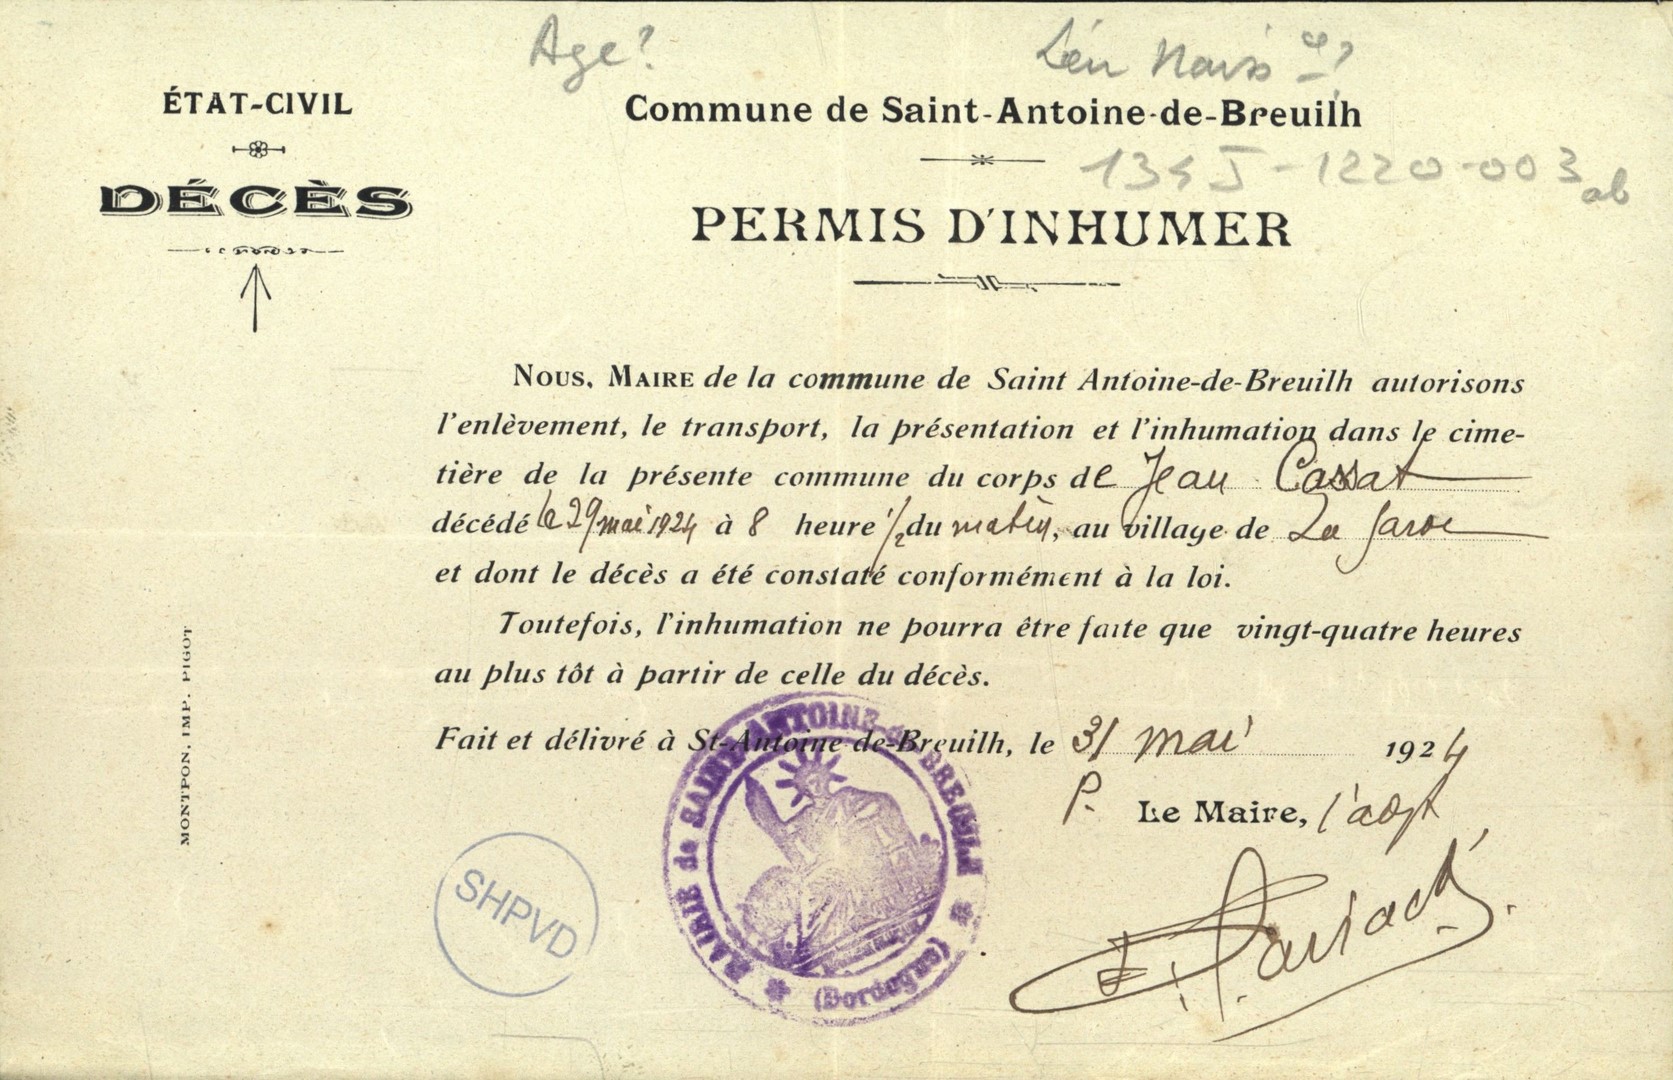 Age?
ÉTAT-CIVIL
DÉCÈS
Commune de Saint-Antoine-de-Breuilh
134 J-1220-003 ab
PERMIS D'INHUMER
NOUS, MAIRE de la commune de Saint Antoine-de-Breuilh autorisons
l'enlèvement, le transport, la présentation et l'inhumation dans le cime-
tière de la présente commune du corps de Jean Cassat
décédé le 29 mai 1924 à 8 heure 1/2 du matin, au village de La
et dont le décès a été constaté conformément à la loi.
Toutefois, l'inhumation ne pourra être faite que vingt-quatre heures
au plus tôt à partir de celle du décès.
Fait et délivré à St-Antoine de-Breuilh, le 31 mai 1924
P. Le Maire, l'adjt
MAIRIE de SAINT-ANTOINE-de-BREUILH
(Dordogne)
SHPVD
MONTPON, IMP. PIGOT